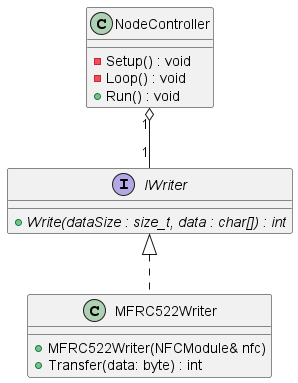 C NodeController
Setup() : void
Loop() : void
Run() : void
1
1
I IWriter
Write(dataSize : size_t, data : char[]) : int
C MFRC522Writer
MFRC522Writer(NFCModule& nfc)
Transfer(data: byte) : int